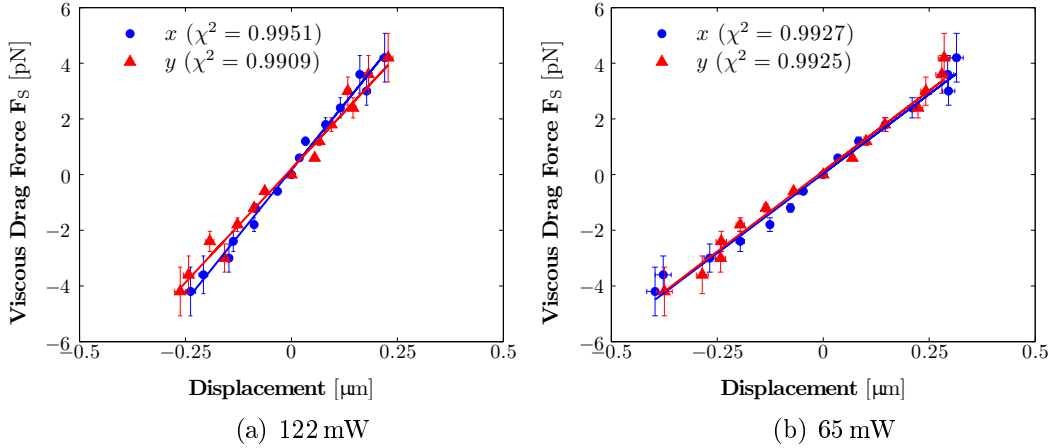 6
4
2
0
−2
−4
−6
−0.5
−0.25
0
0.25
0.5
Viscous Drag Force F_S [pN]
Displacement [µm]
x (χ² = 0.9951)
y (χ² = 0.9909)
(a) 122 mW
6
4
2
0
−2
−4
−6
−0.5
−0.25
0
0.25
0.5
Viscous Drag Force F_S [pN]
Displacement [µm]
x (χ² = 0.9927)
y (χ² = 0.9925)
(b) 65 mW